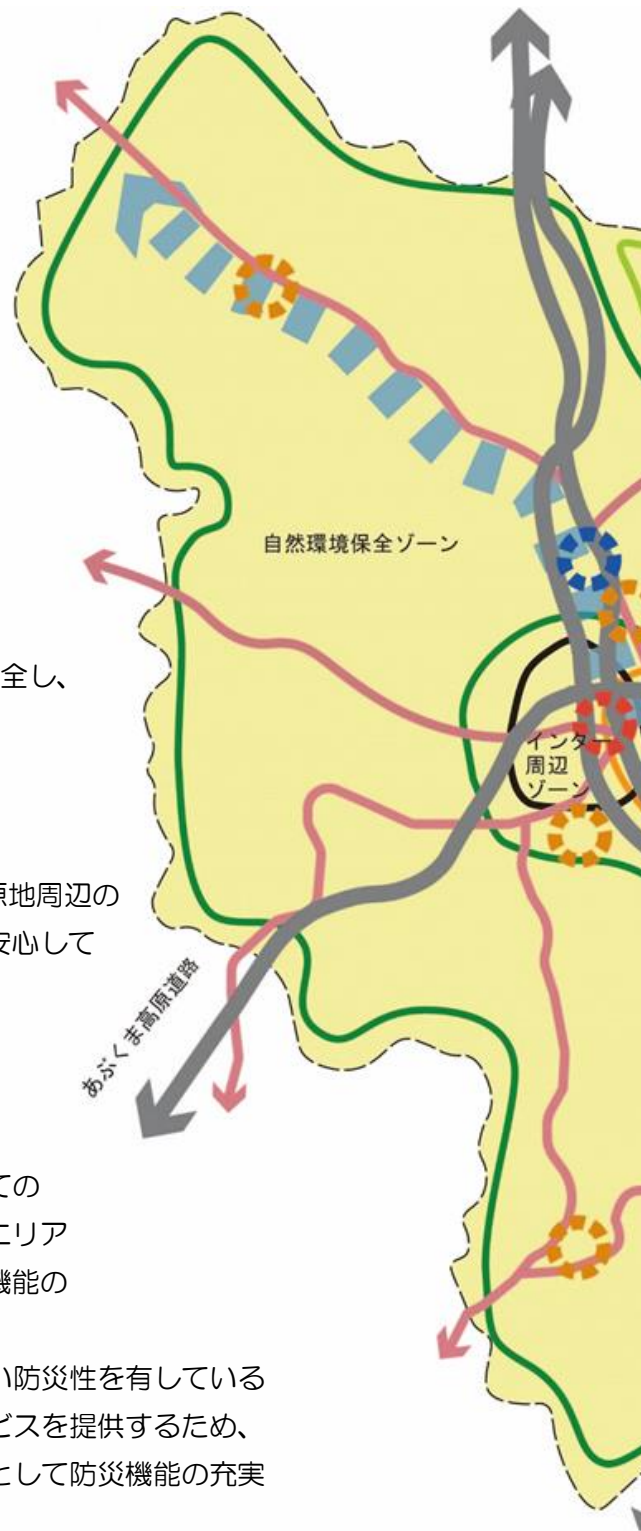 自然環境保全ゾーン
全し、
インター
周辺
ゾーン
原地周辺の
安心して
あぶくま高原道路
ての
エリア
機能の
い防災性を有している
ビスを提供するため、
として防災機能の充実